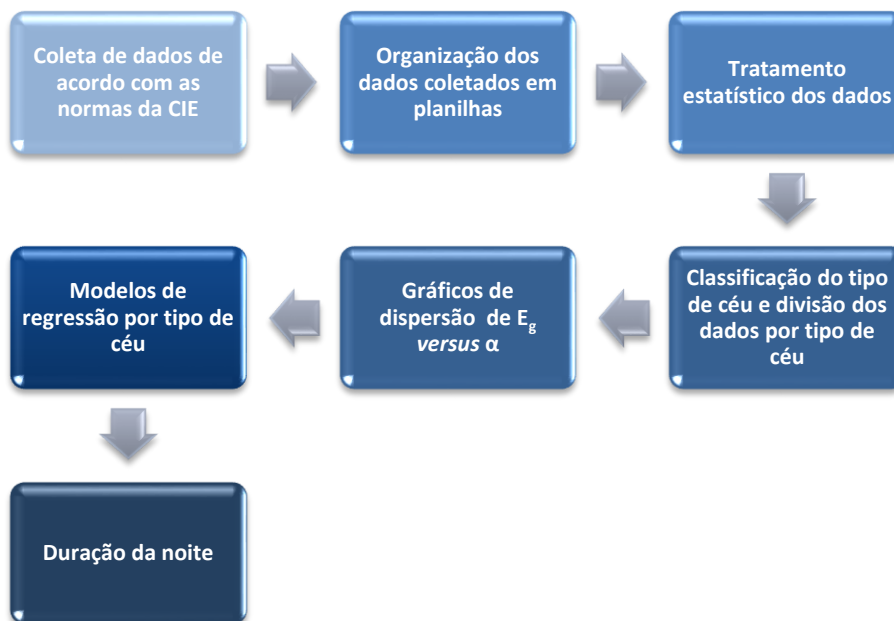 Coleta de dados de
acordo com as
normas da CIE
Organização dos
dados coletados em
planilhas
Tratamento
estatístico dos dados
Classificação do tipo
de céu e divisão dos
dados por tipo de
céu
Gráficos de
dispersão de Eg
versus α
Modelos de
regressão por tipo de
céu
Duração da noite